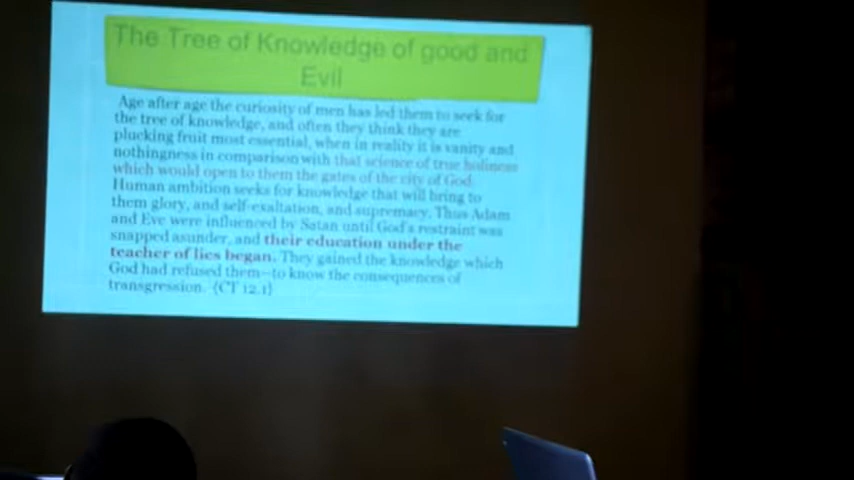 The Tree of Knowledge of good and
Evil
Age after age the curiosity of men has led them to seek for
the tree of knowledge, and often they think they are
plucking fruit most essential, when in reality it is vanity and
nothingness in comparison with that science of true holiness
which would open to them the gates of the city of God.
Human ambition seeks for knowledge that will bring to
them glory, and self-exaltation, and supremacy. Thus Adam
and Eve were influenced by Satan until God's restraint was
snapped asunder, and their education under the
teacher of lies began. They gained the knowledge which
God had refused them—to know the consequences of
transgression. {CT 12.1}